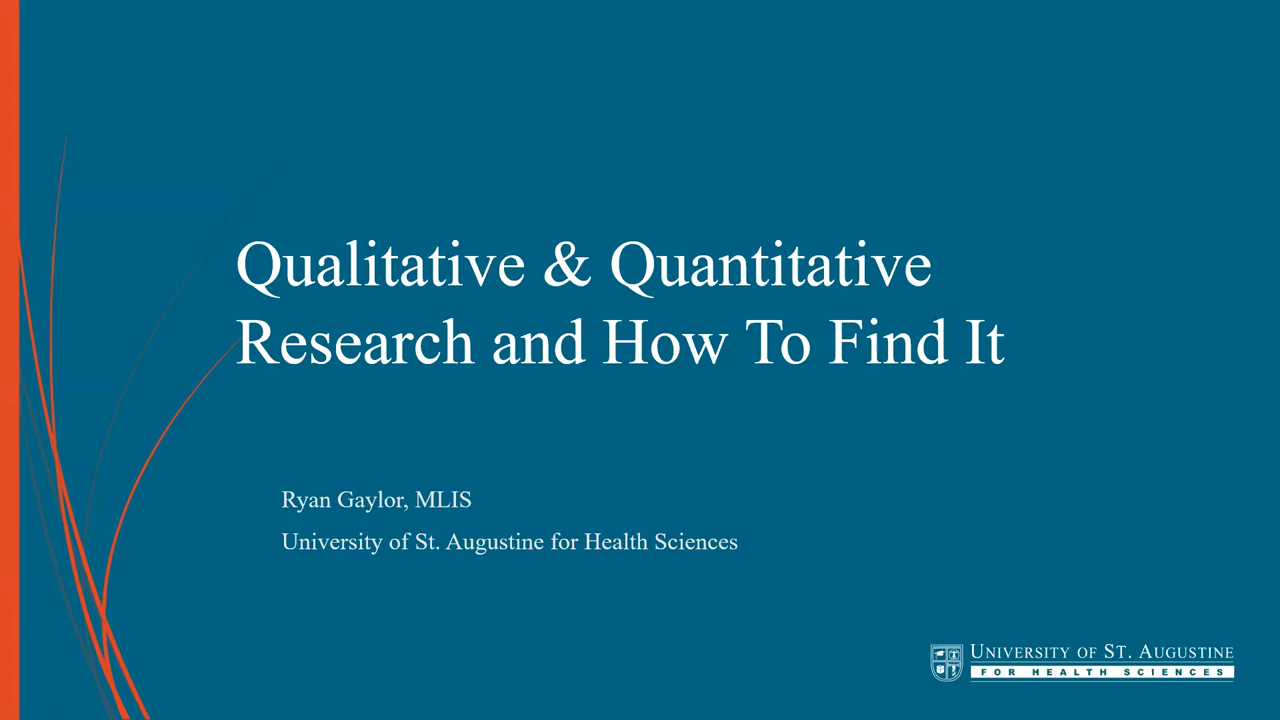 Qualitative & Quantitative
Research and How To Find It
Ryan Gaylor, MLIS
University of St. Augustine for Health Sciences
UNIVERSITY OF ST. AUGUSTINE
FOR HEALTH SCIENCES